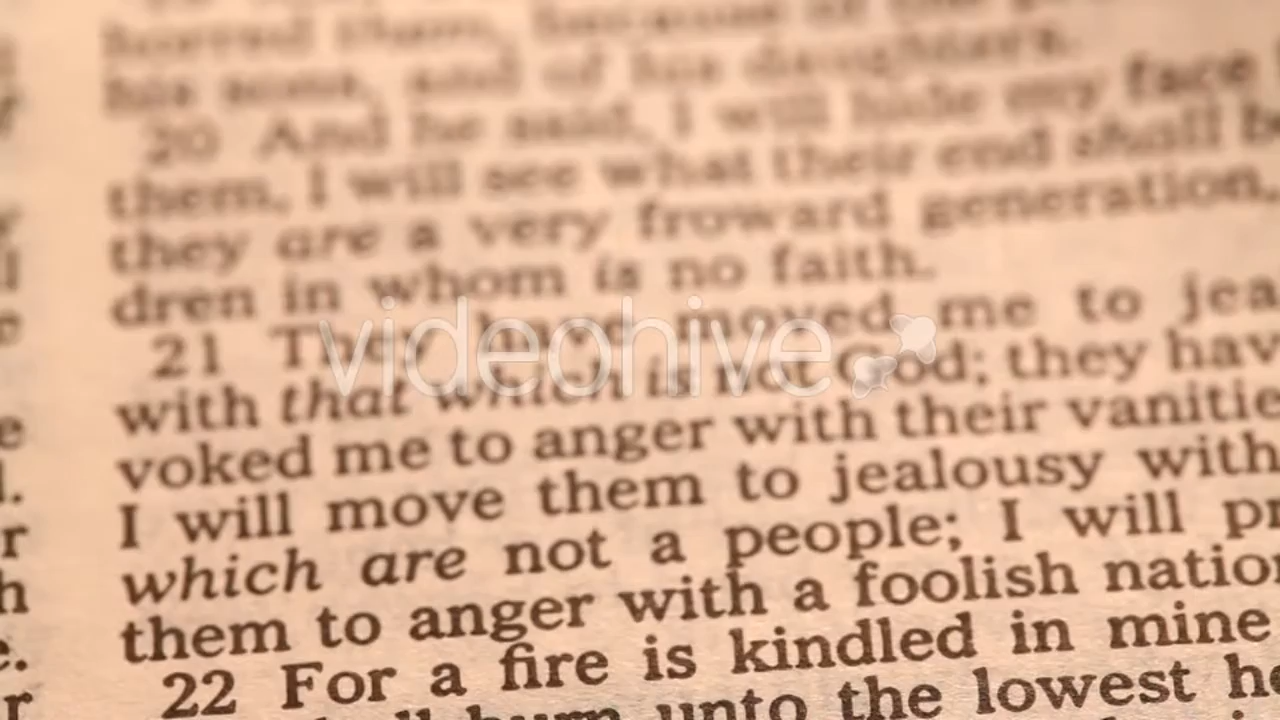 horred them, because of the
his sons, and of his daughters.
20 And he said, I will hide my face
them, I will see what their end shall be
they are a very froward generation,
dren in whom is no faith.
21 They have moved me to jea
with that which is not God; they hav
voked me to anger with their vanitie
I will move them to jealousy with
which are not a people; I will pr
them to anger with a foolish nation
22 For a fire is kindled in mine
burn unto the lowest he
videohive